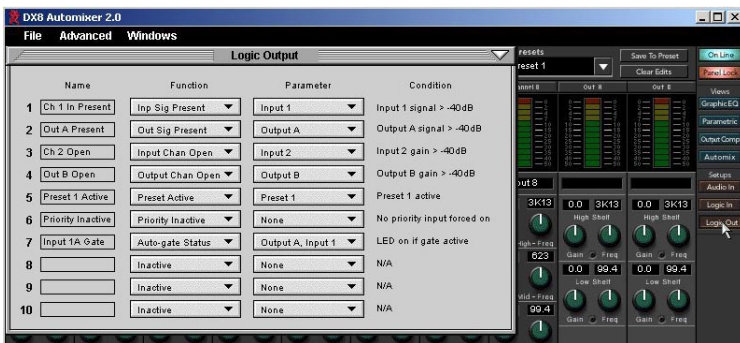 DX8 Automixer 2.0
File Advanced Windows
Logic Output
Name Function Parameter Condition
1 Ch 1 In Present Inp Sig Present Input 1 Input 1 signal > -40dB
2 Out A Present Out Sig Present Output A Output A signal > -40dB
3 Ch 2 Open Input Chan Open Input 2 Input 2 gain > -40dB
4 Out B Open Output Chan Open Output B Output B gain > -40dB
5 Preset 1 Active Preset Active Preset 1 Preset 1 active
6 Priority Inactive Priority Inactive None No priority input forced on
7 Input 1A Gate Auto-gate Status Output A, Input 1 LED on if gate active
8 Inactive None N/A
9 Inactive None N/A
10 Inactive None N/A
resets
reset 1
Save To Preset
Clear Edits
On Line
Panel Lock
Views
GraphicEQ
Parametric
Output Comp
Automix
Setups
Audio In
Logic In
Logic Out
put 8
3K13 0.0 3K13 0.0 3K13
High Shelf High Shelf
High-Freq Gain Freq Gain Freq
623 0.0 99.4 0.0 99.4
Low Shelf Low Shelf
Mid-Freq
99.4
Gain Freq Gain Freq